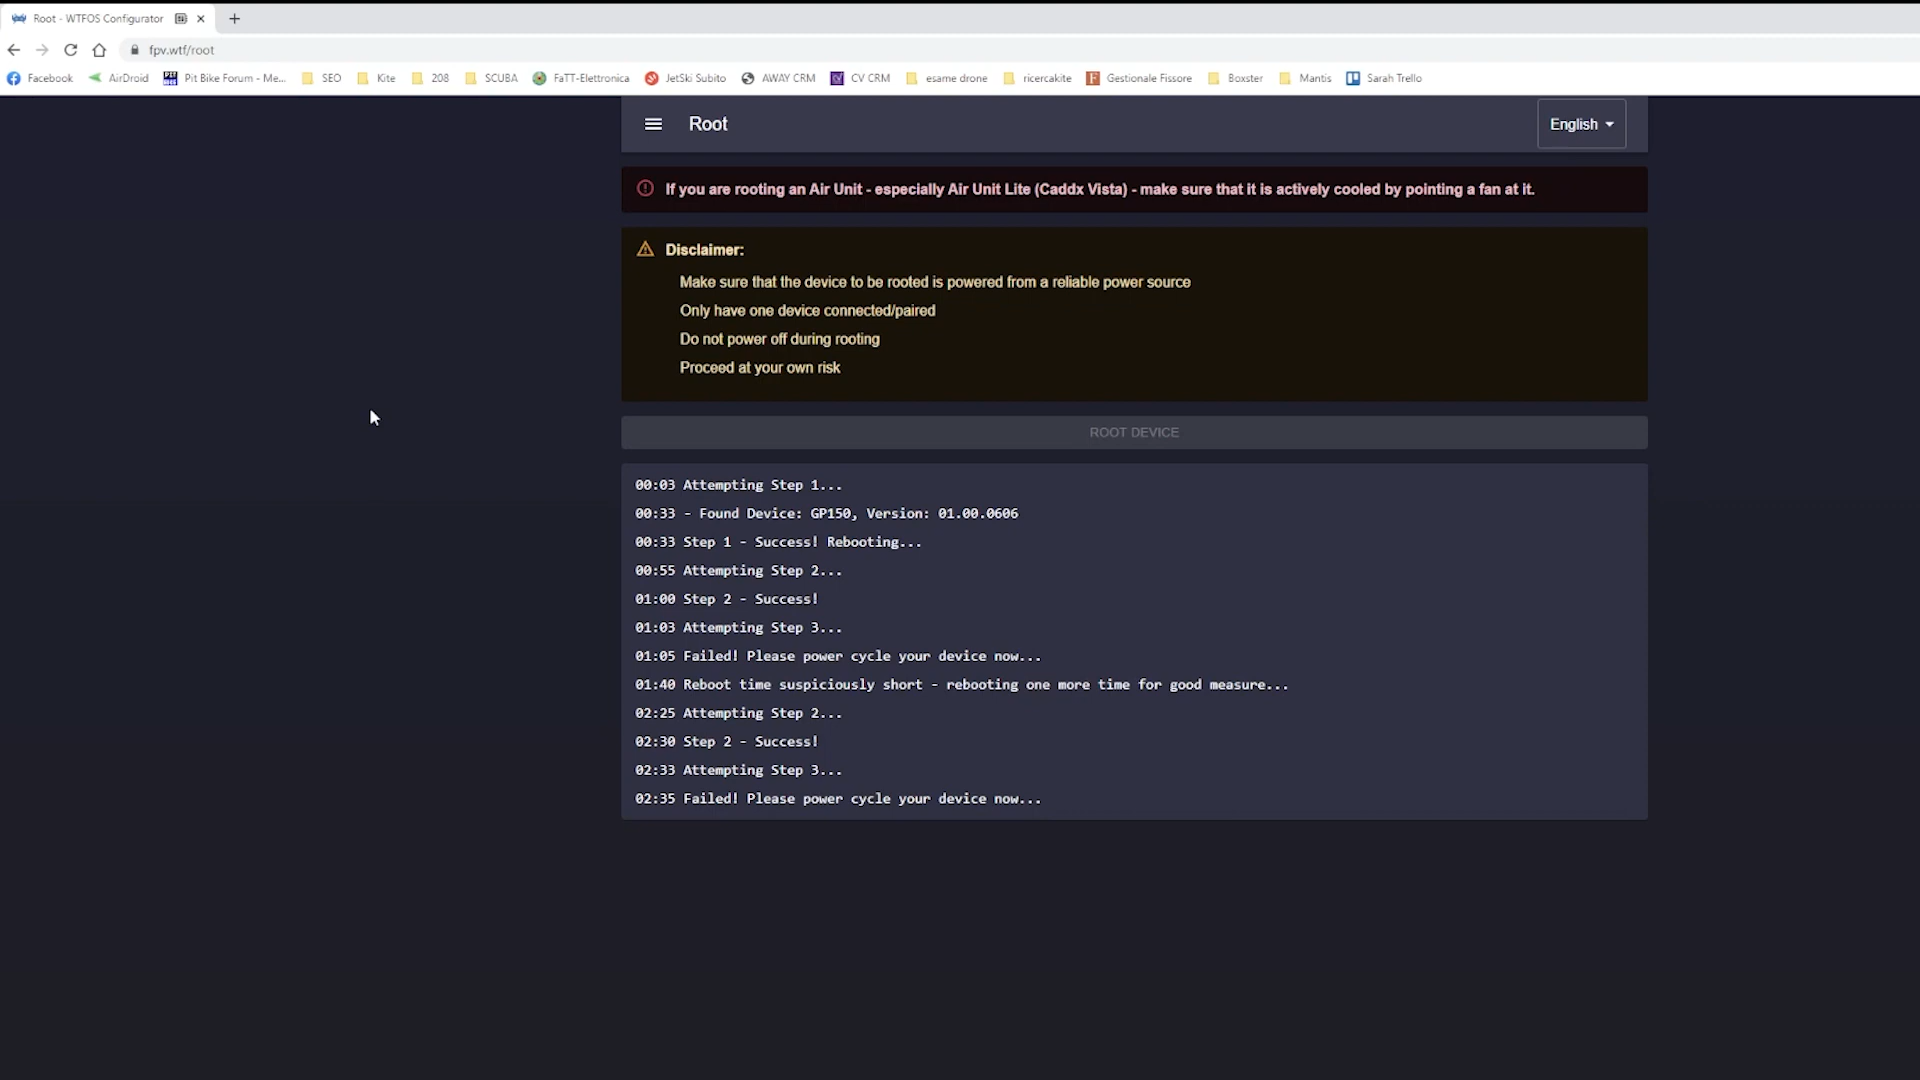 Root - WTFOS Configurator
fpv.wtf/root
Facebook AirDroid Pit Bike Forum - Me... SEO Kite 208 SCUBA FaTT-Elettronica JetSki Subito AWAY CRM CV CRM esame drone ricercakite Gestionale Fissore Boxster Mantis Sarah Trello
Root English
If you are rooting an Air Unit - especially Air Unit Lite (Caddx Vista) - make sure that it is actively cooled by pointing a fan at it.
Disclaimer:
Make sure that the device to be rooted is powered from a reliable power source
Only have one device connected/paired
Do not power off during rooting
Proceed at your own risk
ROOT DEVICE
00:03 Attempting Step 1...
00:33 - Found Device: GP150, Version: 01.00.0606
00:33 Step 1 - Success! Rebooting...
00:55 Attempting Step 2...
01:00 Step 2 - Success!
01:03 Attempting Step 3...
01:05 Failed! Please power cycle your device now...
01:40 Reboot time suspiciously short - rebooting one more time for good measure...
02:25 Attempting Step 2...
02:30 Step 2 - Success!
02:33 Attempting Step 3...
02:35 Failed! Please power cycle your device now...